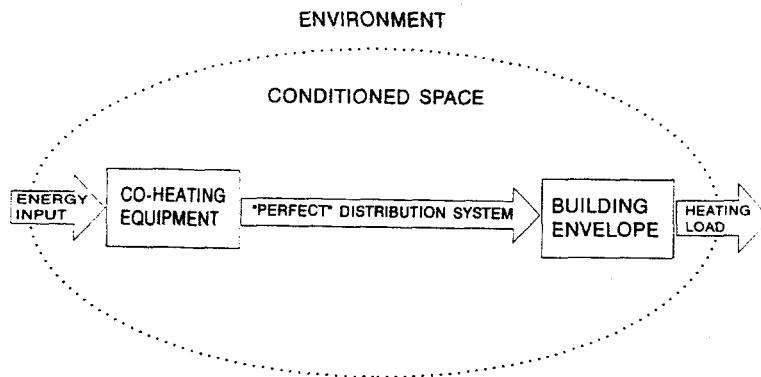 ENVIRONMENT
CONDITIONED SPACE
ENERGY
INPUT
CO-HEATING
EQUIPMENT
"PERFECT" DISTRIBUTION SYSTEM
BUILDING
ENVELOPE
HEATING
LOAD